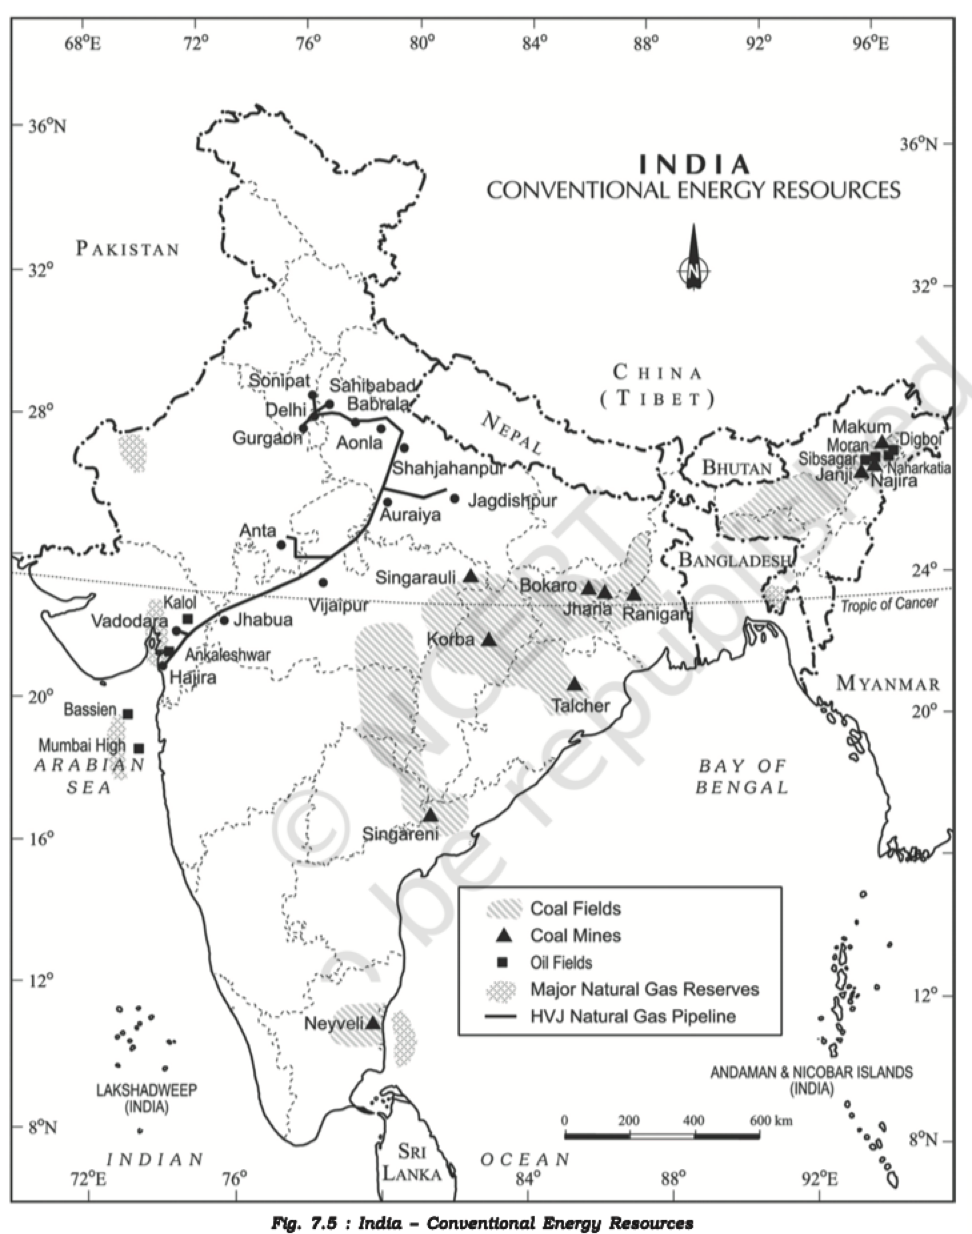 68°E 72° 76° 80° 84° 88° 92° 96°E
36°N
36°N
INDIA
CONVENTIONAL ENERGY RESOURCES
PAKISTAN
N
32°
32°
CHINA
(TIBET)
Sonipat
Sahibabad
Delhi
Babrala
28°
28°
Gurgaon
Aonla
NEPAL
Makum
Moran
Digboi
Sibsagar
Naharkatia
Janji
Najira
BHUTAN
Shahjahanpur
Jagdishpur
Auraiya
Anta
BANGLADESH
24°
Singarauli
Bokaro
Jharia
Raniganj
Tropic of Cancer
Vijaipur
Kalol
Vadodara
Jhabua
Korba
Ankaleshwar
Hajira
MYANMAR
20°
20°
Talcher
Bassien
Mumbai High
ARABIAN
SEA
BAY OF
BENGAL
16°
Singareni
Coal Fields
Coal Mines
Oil Fields
Major Natural Gas Reserves
HVJ Natural Gas Pipeline
12°
12°
Neyveli
LAKSHADWEEP
(INDIA)
ANDAMAN & NICOBAR ISLANDS
(INDIA)
0 200 400 600 km
8°N
8°N
SRI
LANKA
INDIAN OCEAN
72°E 76° 84° 88° 92°E
Fig. 7.5 : India – Conventional Energy Resources
© NCERT
be republished